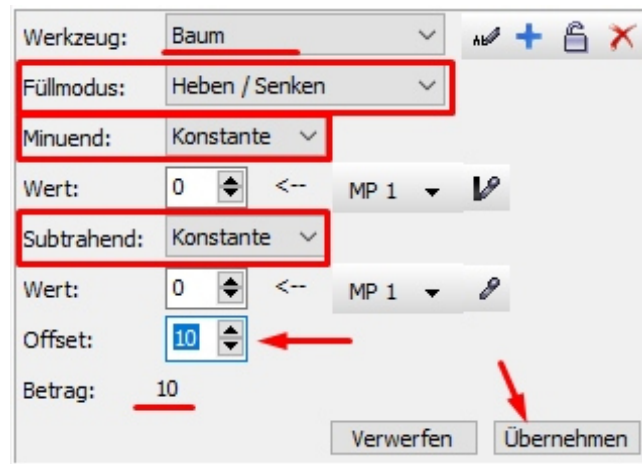 Werkzeug: Baum
Füllmodus: Heben / Senken
Minuend: Konstante
Wert: 0 <-- MP 1
Subtrahend: Konstante
Wert: 0 <-- MP 1
Offset: 10
Betrag: 10
Verwerfen Übernehmen